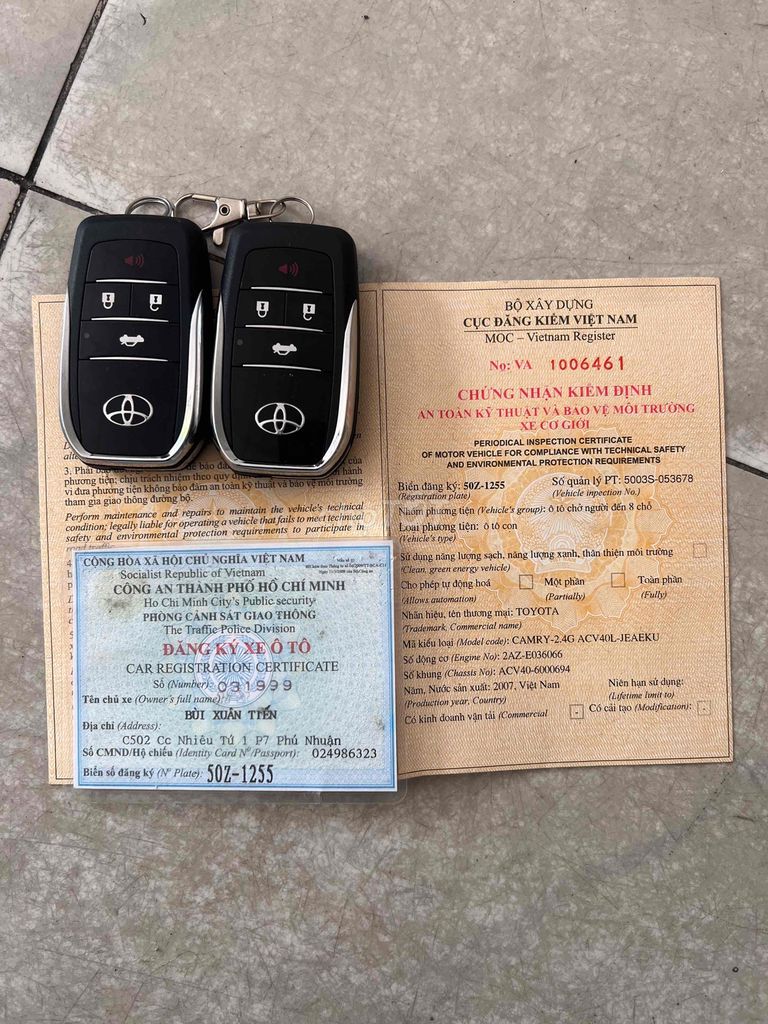 BỘ XÂY DỰNG
CỤC ĐĂNG KIỂM VIỆT NAM
MOC – Vietnam Register
No: VA 1006461
CHỨNG NHẬN KIỂM ĐỊNH
AN TOÀN KỸ THUẬT VÀ BẢO VỆ MÔI TRƯỜNG
XE CƠ GIỚI
PERIODICAL INSPECTION CERTIFICATE
OF MOTOR VEHICLE FOR COMPLIANCE WITH TECHNICAL SAFETY
AND ENVIRONMENTAL PROTECTION REQUIREMENTS
Biển đăng ký: 50Z-1255 Số quản lý PT: 5003S-053678
(Registration plate) (Vehicle inspection No.)
Nhóm phương tiện (Vehicle's group): ô tô chở người đến 8 chỗ
Loại phương tiện: ô tô con
(Vehicle's type)
Sử dụng năng lượng sạch, năng lượng xanh, thân thiện môi trường
(Clean, green energy vehicle)
Cho phép tự động hoá Một phần Toàn phần
(Allows automation) (Partially) (Fully)
Nhãn hiệu, tên thương mại: TOYOTA
(Trademark, Commercial name)
Mã kiểu loại (Model code): CAMRY-2.4G ACV40L-JEAEKU
Số động cơ (Engine No): 2AZ-E036066
Số khung (Chassis No): ACV40-6000694
Năm, Nước sản xuất: 2007, Việt Nam Niên hạn sử dụng:
(Production year, Country) (Lifetime limit to)
Có kinh doanh vận tải (Commercial Có cải tạo (Modification):
3. Phải bảo để bảo đảm an toàn kỹ thuật của
phương tiện; chịu trách nhiệm theo quy định hành
vi đưa phương tiện không bảo đảm an toàn kỹ thuật và bảo vệ môi trường
tham gia giao thông đường bộ.
Perform maintenance and repairs to maintain the vehicle's technical
condition; legally liable for operating a vehicle that fails to meet technical
safety and environmental protection requirements to participate in
road traffic.
CỘNG HÒA XÃ HỘI CHỦ NGHĨA VIỆT NAM
Socialist Republic of Vietnam
CÔNG AN THÀNH PHỐ HỒ CHÍ MINH
Ho Chi Minh City's Public security
PHÒNG CẢNH SÁT GIAO THÔNG
The Traffic Police Division
ĐĂNG KÝ XE Ô TÔ
CAR REGISTRATION CERTIFICATE
Số (Number): 031999
Tên chủ xe (Owner's full name):
BÙI XUÂN TIẾN
Địa chỉ (Address):
C502 Cc Nhiêu Tứ 1 P7 Phú Nhuận
Số CMND/Hộ chiếu (Identity Card Nº/Passport): 024986323
Biển số đăng ký (Nº Plate): 50Z-1255